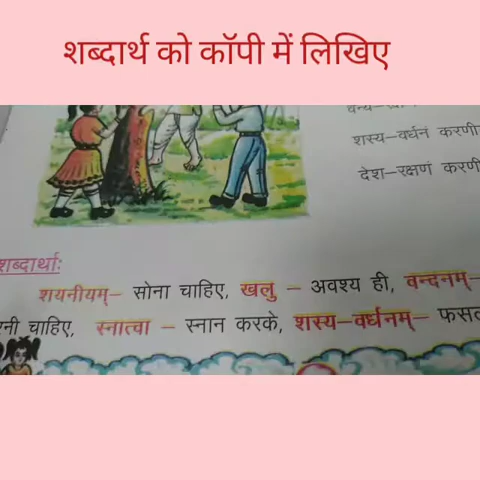 शब्दार्थ को कॉपी में लिखिए
शस्य–वर्धनं करणी
देश–रक्षणं करणी
शब्दार्थाः
शयनीयम्– सोना चाहिए, खलु – अवश्य ही, वन्दनम्–
नी चाहिए, स्नात्वा – स्नान करके, शस्य–वर्धनम्– फसल